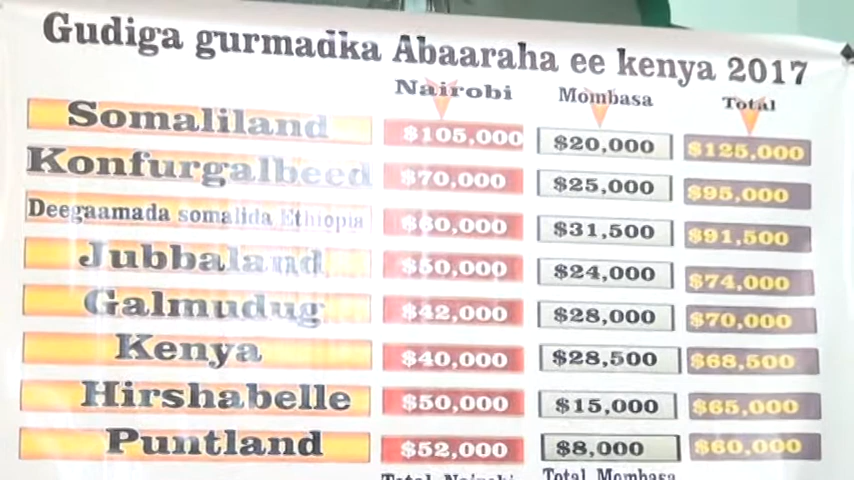 Gudiga gurmadka Abaaraha ee kenya 2017
Nairobi Mombasa Total
Somaliland $105,000 $20,000 $125,000
Konfurgalbeed $70,000 $25,000 $95,000
Deegaamada somalida Ethiopia $60,000 $31,500 $91,500
Jubbaland $50,000 $24,000 $74,000
Galmudug $42,000 $28,000 $70,000
Kenya $40,000 $28,500 $68,500
Hirshabelle $50,000 $15,000 $65,000
Puntland $52,000 $8,000 $60,000
Total Nairobi Total Mombasa